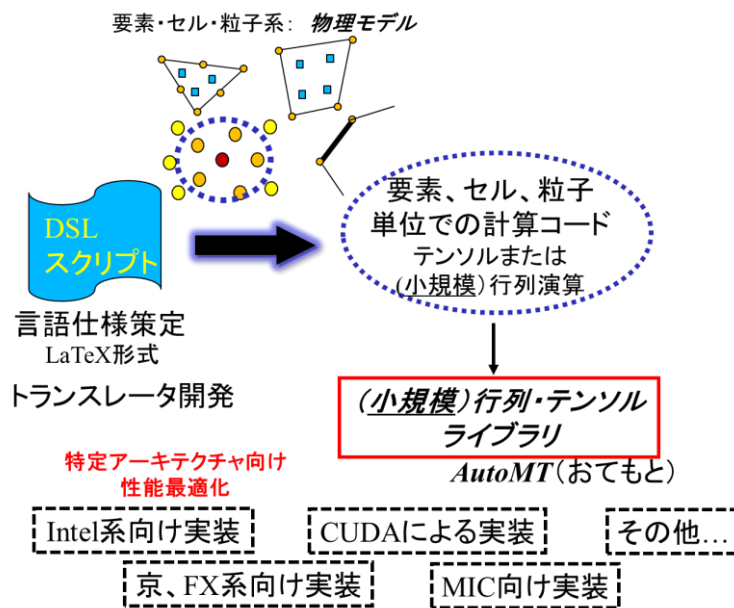 要素・セル・粒子系: 物理モデル
DSL
スクリプト
要素、セル、粒子
単位での計算コード
テンソルまたは
(小規模)行列演算
言語仕様策定
LaTeX形式
トランスレータ開発
(小規模)行列・テンソル
ライブラリ
AutoMT(おてもと)
特定アーキテクチャ向け
性能最適化
Intel系向け実装
CUDAによる実装
その他…
京、FX系向け実装
MIC向け実装